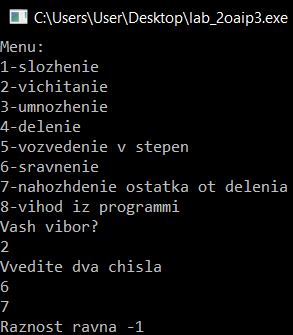 C:\Users\User\Desktop\lab_2oaip3.exe
Menu:
1-slozhenie
2-vichitanie
3-umnozhenie
4-delenie
5-vozvedenie v stepen
6-sravnenie
7-nahozhdenie ostatka ot delenia
8-vihod iz programmi
Vash vibor?
2
Vvedite dva chisla
6
7
Raznost ravna -1